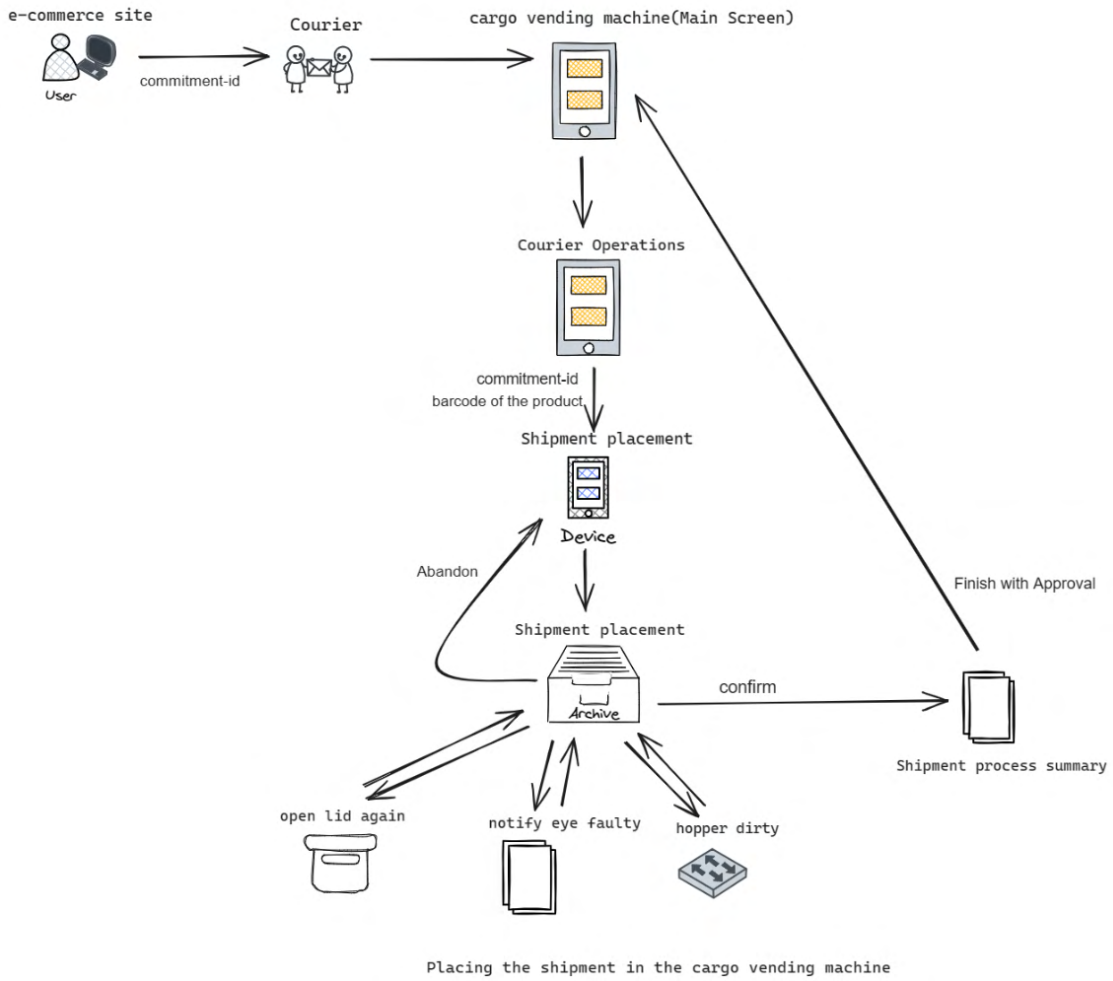 e-commerce site
Courier
cargo vending machine(Main Screen)
commitment-id
User
Courier Operations
commitment-id
barcode of the product
Shipment placement
Device
Abandon
Finish with Approval
Shipment placement
confirm
Archive
Shipment process summary
open lid again
notify eye faulty
hopper dirty
Placing the shipment in the cargo vending machine